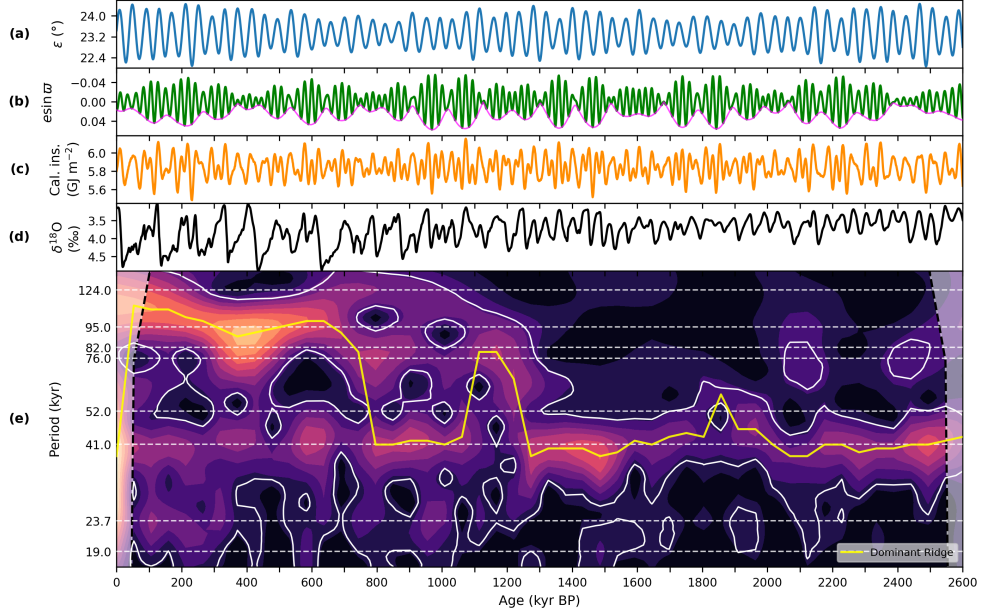 (a)
ε (°)
24.0
23.2
22.4
(b)
esinϖ
−0.04
0.00
0.04
(c)
Cal. ins.
(GJ m⁻²)
6.0
5.8
5.6
(d)
δ¹⁸O
(‰)
3.5
4.0
4.5
(e)
Period (kyr)
124.0
95.0
82.0
76.0
52.0
41.0
23.7
19.0
Dominant Ridge
0 200 400 600 800 1000 1200 1400 1600 1800 2000 2200 2400 2600
Age (kyr BP)